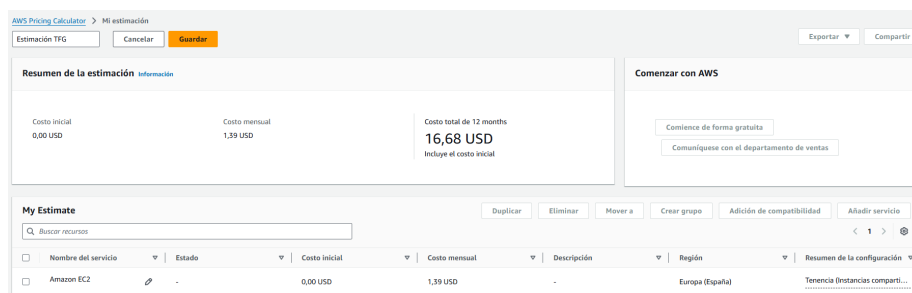 AWS Pricing Calculator > Mi estimación
Estimación TFG Cancelar Guardar Exportar ▼ Compartir
Resumen de la estimación Información
Comenzar con AWS
Costo inicial
0,00 USD
Costo mensual
1,39 USD
Costo total de 12 months
16,68 USD
Incluye el costo inicial
Comience de forma gratuita
Comuníquese con el departamento de ventas
My Estimate Duplicar Eliminar Mover a Crear grupo Adición de compatibilidad Añadir servicio
Buscar recursos < 1 >
Nombre del servicio Estado Costo inicial Costo mensual Descripción Región Resumen de la configuración
Amazon EC2 - 0,00 USD 1,39 USD - Europa (España) Tenencia (Instancias comparti...